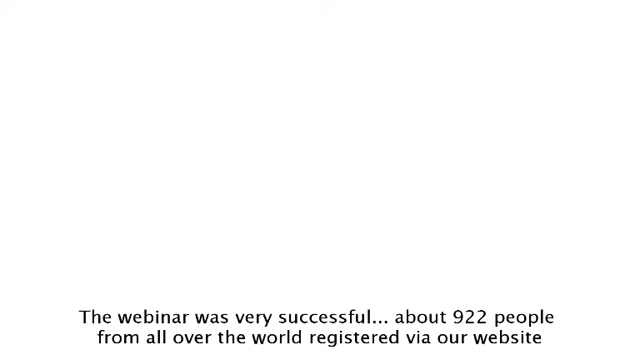 The webinar was very successful... about 922 people
from all over the world registered via our website